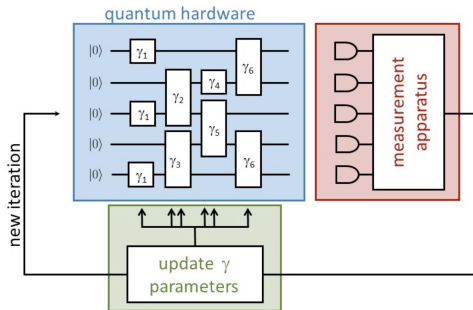 quantum hardware
|0⟩ γ₁ γ₆
|0⟩ γ₂ γ₄
|0⟩ γ₁ γ₅
|0⟩ γ₃ γ₆
|0⟩ γ₁
measurement
apparatus
new iteration
update γ
parameters